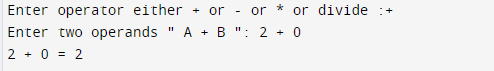 Enter operator either + or - or * or divide :+
Enter two operands " A + B ": 2 + 0
2 + 0 = 2